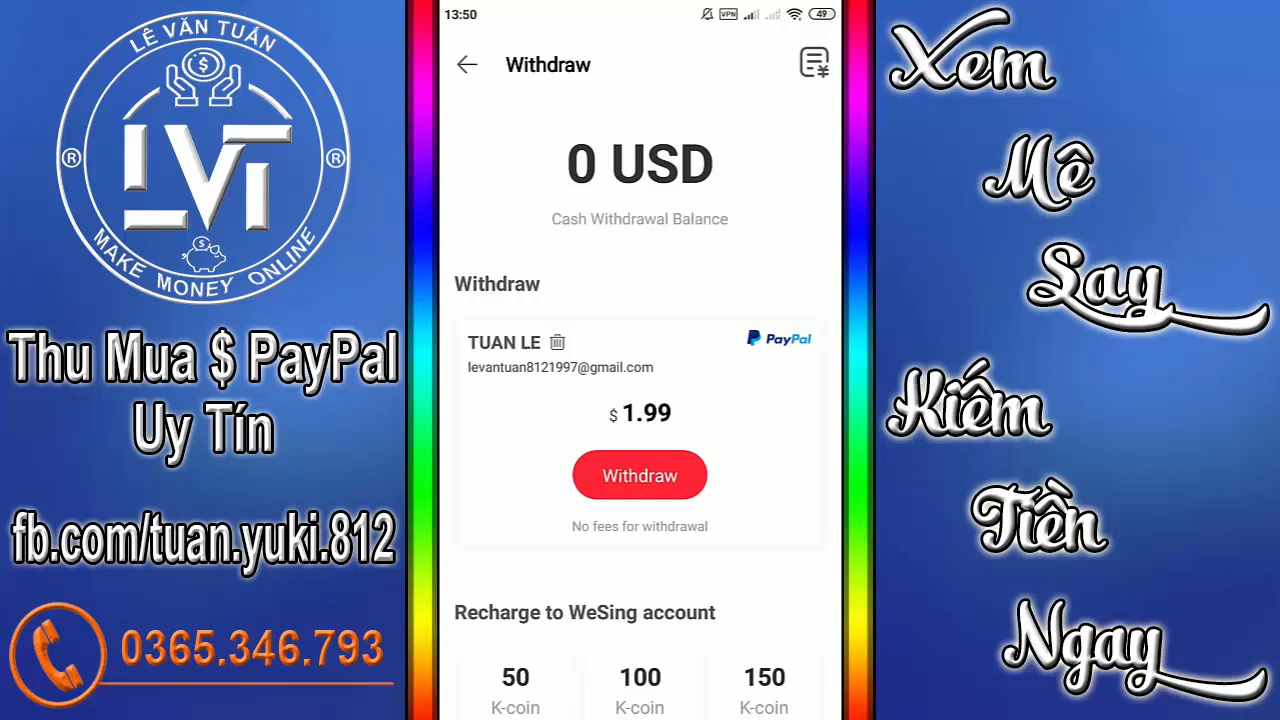 LÊ VĂN TUẤN
LVT
® ®
MAKE MONEY ONLINE
Thu Mua $ PayPal
Uy Tín
fb.com/tuan.yuki.812
0365.346.793
13:50
VPN
49
Withdraw
0 USD
Cash Withdrawal Balance
Withdraw
TUAN LE
PayPal
levantuan8121997@gmail.com
$ 1.99
Withdraw
No fees for withdrawal
Recharge to WeSing account
50 100 150
K-coin K-coin K-coin
Xem
Mê
Say
Kiếm
Tiền
Ngay